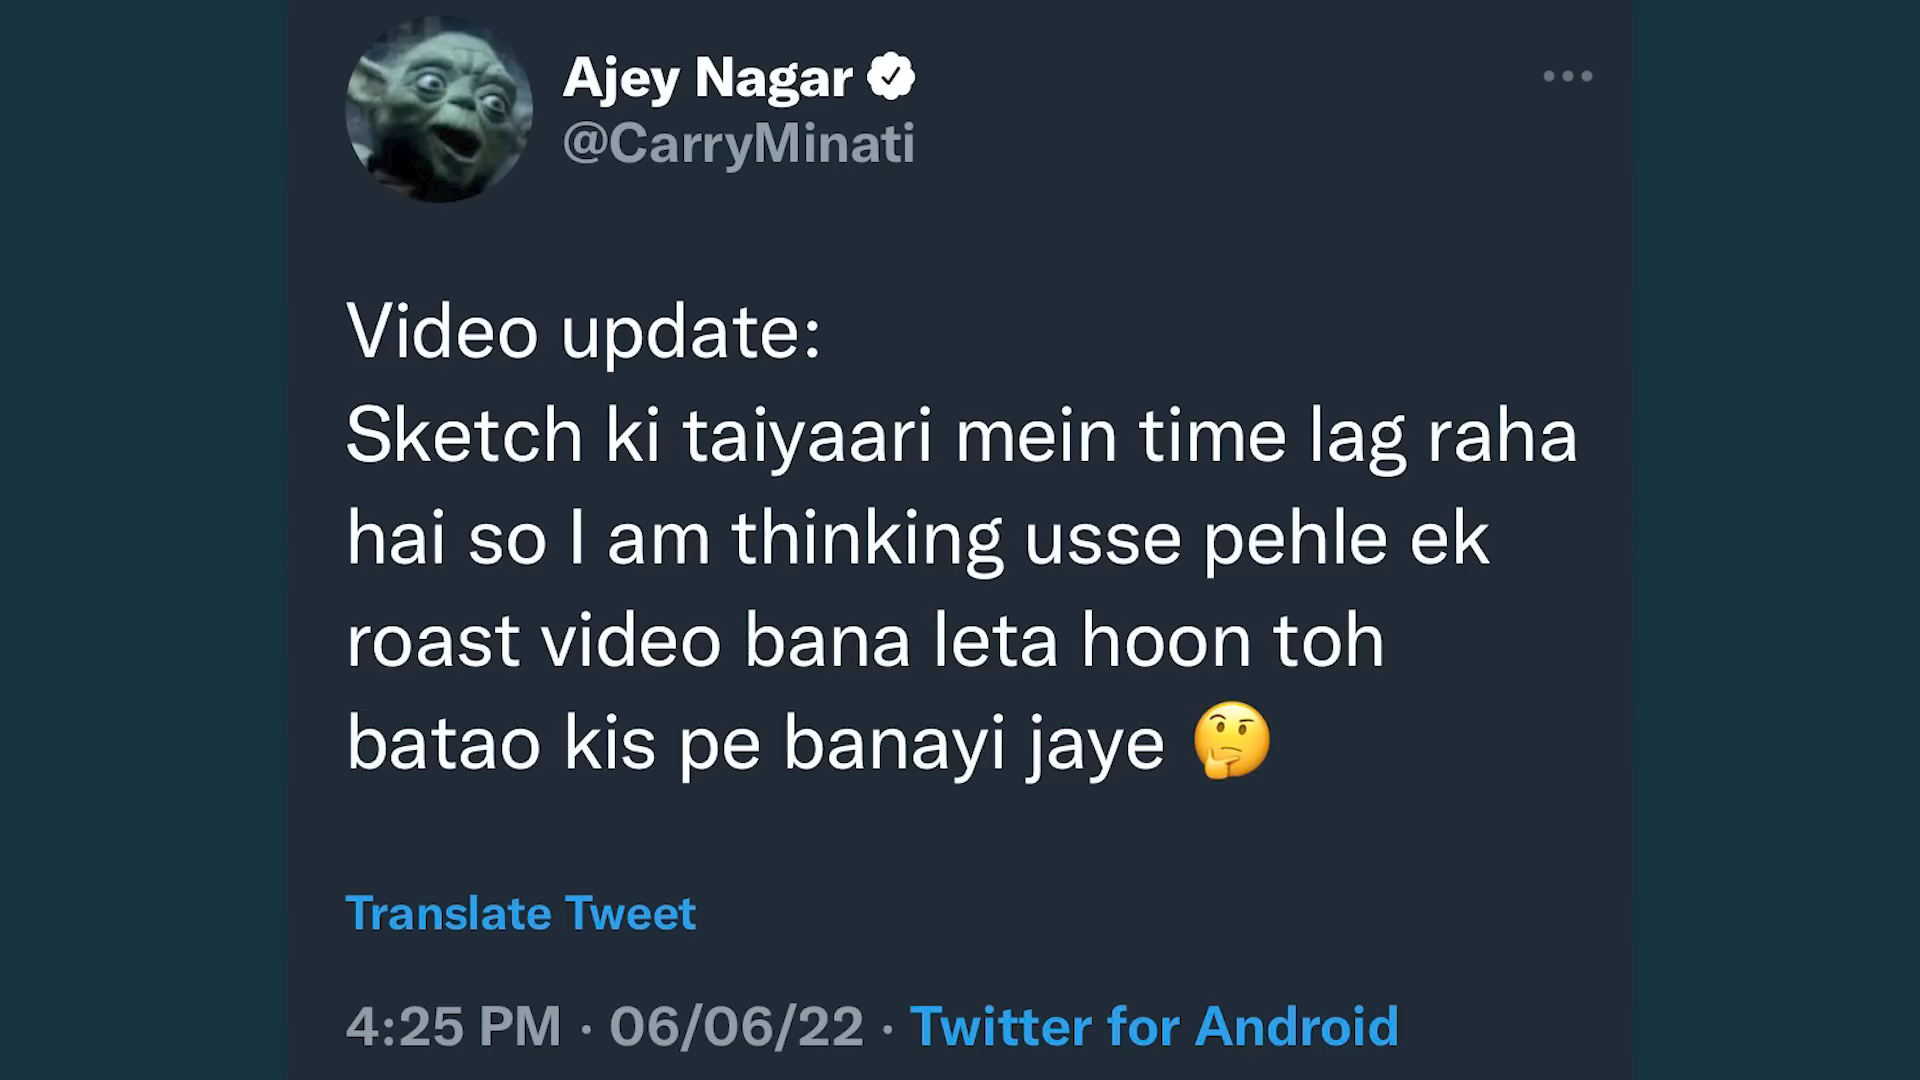 Ajey Nagar
@CarryMinati
Video update:
Sketch ki taiyaari mein time lag raha
hai so I am thinking usse pehle ek
roast video bana leta hoon toh
batao kis pe banayi jaye 🤔
Translate Tweet
4:25 PM · 06/06/22 · Twitter for Android